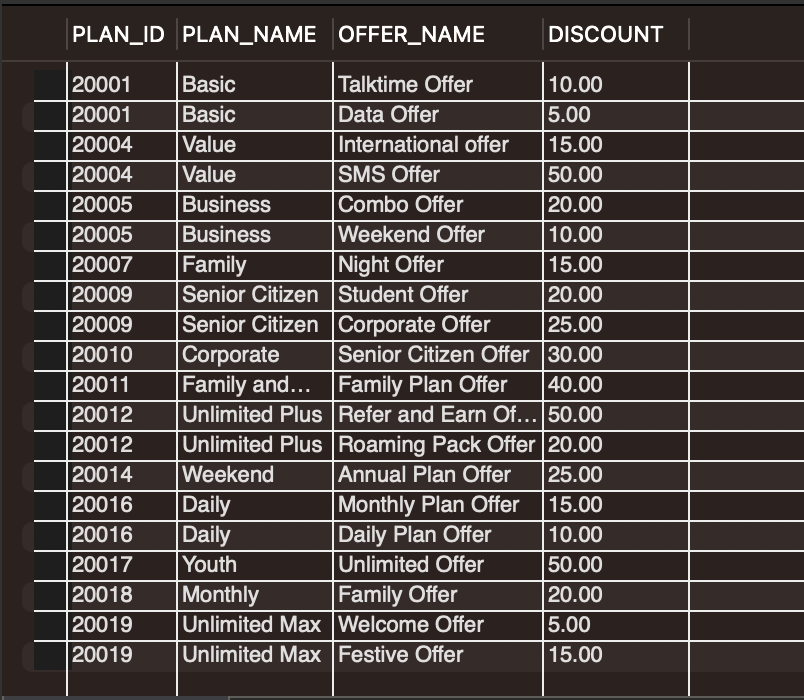 PLAN_ID PLAN_NAME OFFER_NAME DISCOUNT
20001 Basic Talktime Offer 10.00
20001 Basic Data Offer 5.00
20004 Value International offer 15.00
20004 Value SMS Offer 50.00
20005 Business Combo Offer 20.00
20005 Business Weekend Offer 10.00
20007 Family Night Offer 15.00
20009 Senior Citizen Student Offer 20.00
20009 Senior Citizen Corporate Offer 25.00
20010 Corporate Senior Citizen Offer 30.00
20011 Family and... Family Plan Offer 40.00
20012 Unlimited Plus Refer and Earn Of... 50.00
20012 Unlimited Plus Roaming Pack Offer 20.00
20014 Weekend Annual Plan Offer 25.00
20016 Daily Monthly Plan Offer 15.00
20016 Daily Daily Plan Offer 10.00
20017 Youth Unlimited Offer 50.00
20018 Monthly Family Offer 20.00
20019 Unlimited Max Welcome Offer 5.00
20019 Unlimited Max Festive Offer 15.00